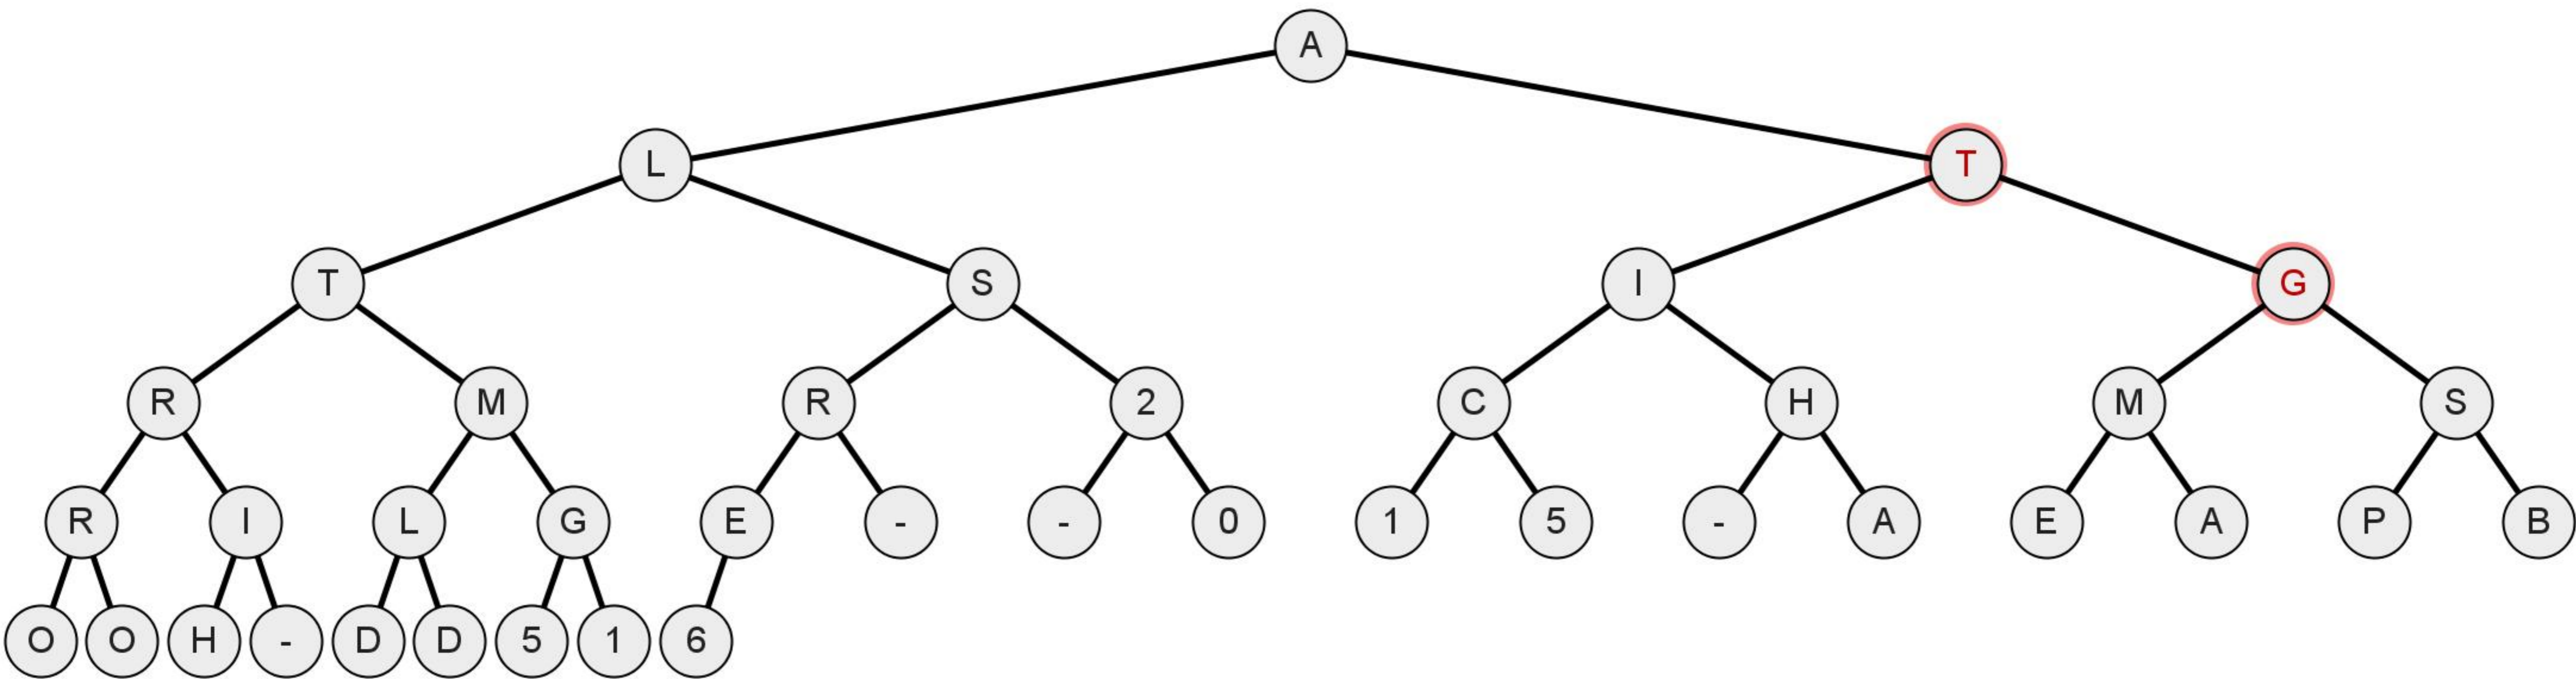 A
L T
T S I G
R M R 2 C H M S
R I L G E - - 0 1 5 - A E A P B
O O H - D D 5 1 6